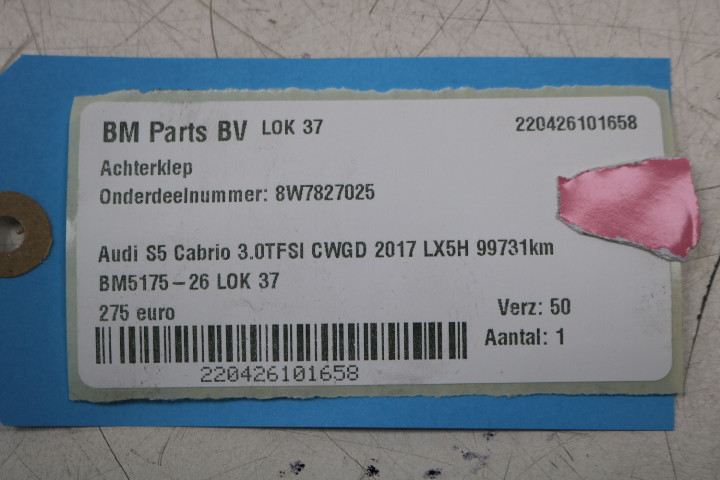 BM Parts BV LOK 37 220426101658
Achterklep
Onderdeelnummer: 8W7827025
Audi S5 Cabrio 3.0TFSI CWGD 2017 LX5H 99731km
BM5175-26 LOK 37
275 euro Verz: 50
Aantal: 1
220426101658